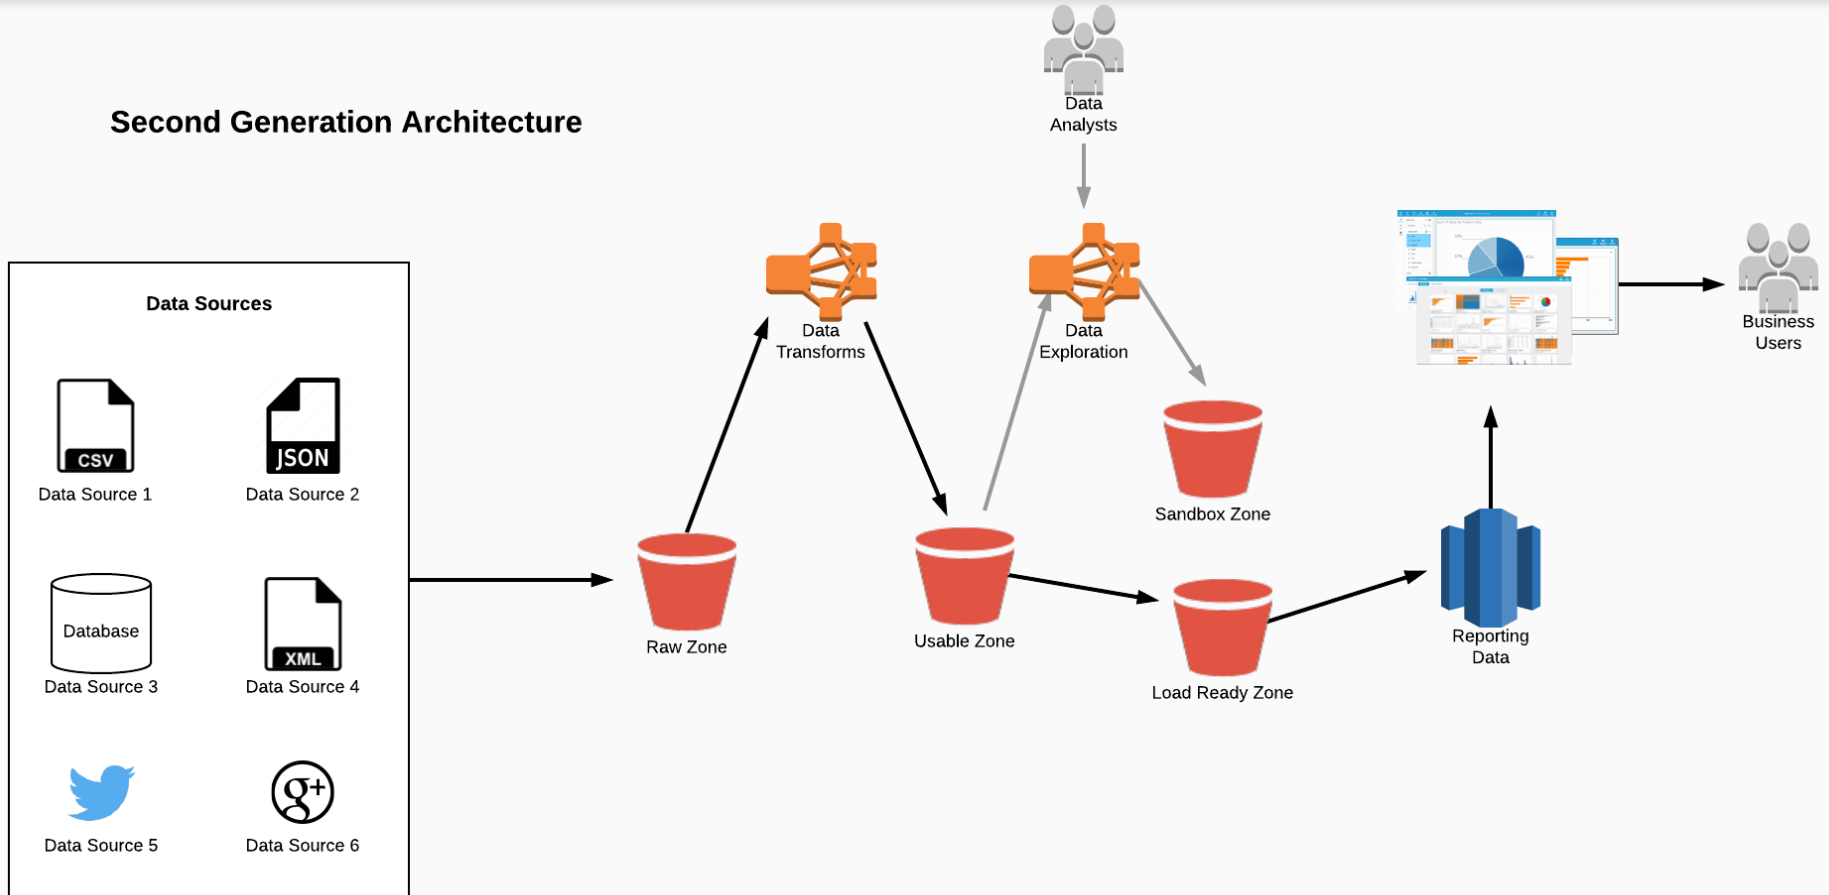 Second Generation Architecture
Data
Analysts
Data Sources
CSV
Data Source 1
JSON
Data Source 2
Database
Data Source 3
XML
Data Source 4
Data Source 5
g+
Data Source 6
Raw Zone
Data
Transforms
Usable Zone
Data
Exploration
Sandbox Zone
Load Ready Zone
Reporting
Data
Business
Users